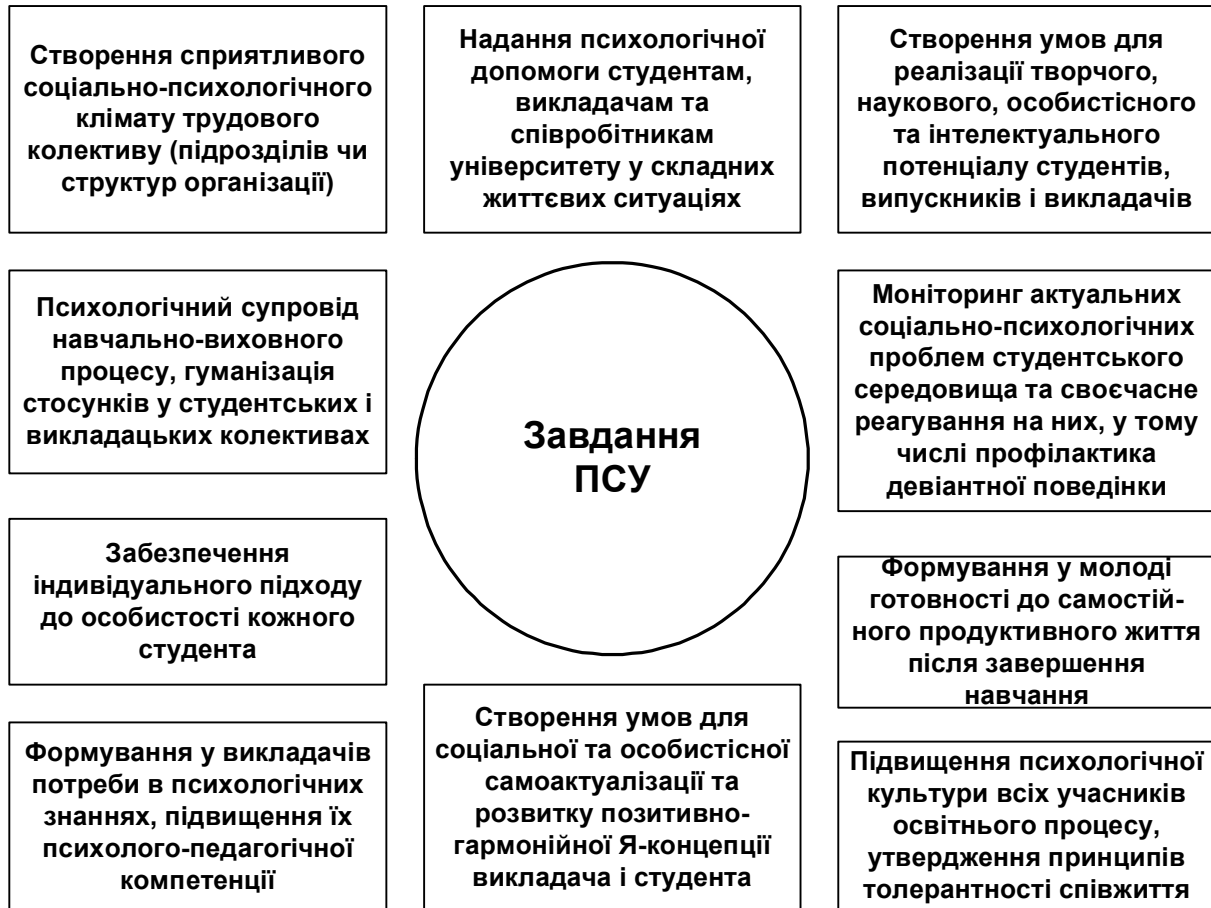 Створення сприятливого
соціально-психологічного
клімату трудового
колективу (підрозділів чи
структур організації)
Надання психологічної
допомоги студентам,
викладачам та
співробітникам
університету у складних
життєвих ситуаціях
Створення умов для
реалізації творчого,
наукового, особистісного
та інтелектуального
потенціалу студентів,
випускників і викладачів
Психологічний супровід
навчально-виховного
процесу, гуманізація
стосунків у студентських і
викладацьких колективах
Завдання
ПСУ
Моніторинг актуальних
соціально-психологічних
проблем студентського
середовища та своєчасне
реагування на них, у тому
числі профілактика
девіантної поведінки
Забезпечення
індивідуального підходу
до особистості кожного
студента
Формування у молоді
готовності до самостій-
ного продуктивного життя
після завершення
навчання
Формування у викладачів
потреби в психологічних
знаннях, підвищення їх
психолого-педагогічної
компетенції
Створення умов для
соціальної та особистісної
самоактуалізації та
розвитку позитивно-
гармонійної Я-концепції
викладача і студента
Підвищення психологічної
культури всіх учасників
освітнього процесу,
утвердження принципів
толерантності співжиття